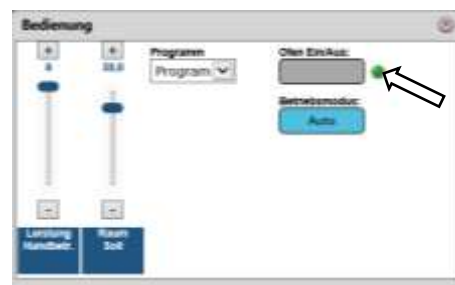 Bedienung
+ +
Programm
Ofen Ein/Aus:
Program
Betriebsmodus:
Auto
- -
Leistung
Handbetr.
Raum
Soll